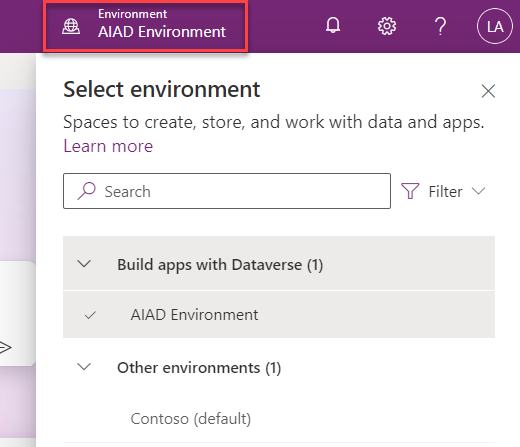 Environment
AIAD Environment
LA
Select environment
Spaces to create, store, and work with data and apps.
Learn more
Search
Filter
Build apps with Dataverse (1)
AIAD Environment
Other environments (1)
Contoso (default)